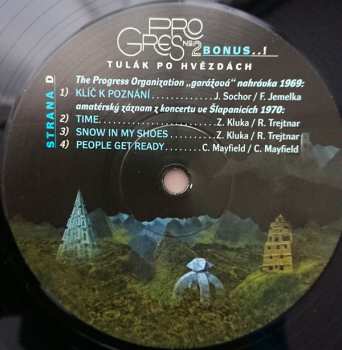 PRO
GRES
NO.2
BONUS..!
TULÁK PO HVĚZDÁCH
STRANA D
The Progress Organization „garážová“ nahrávka 1969:
1) KLÍČ K POZNÁNÍ..............J. Sochor / F. Jemelka
amatérský záznam z koncertu ve Šlapanicích 1970:
2) TIME........................Z. Kluka / R. Trejtnar
3) SNOW IN MY SHOES........Z. Kluka / R. Trejtnar
4) PEOPLE GET READY......C. Mayfield / C. Mayfield